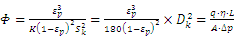 Φ = ε_p^3 / (K(1−ε_p)^2 S_k^2) = ε_p^3 / (180(1−ε_p)^2) × D_k^2 = (q·η·L) / (A·Δp)